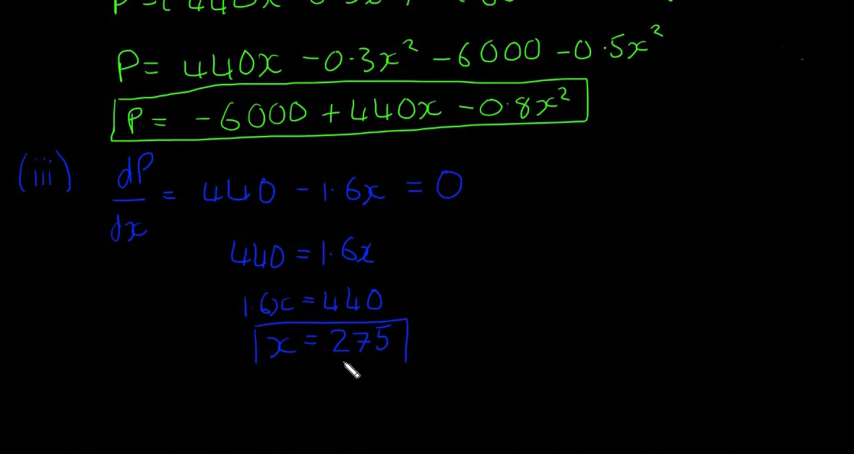 P = 440x - 0.3x² - 6000 - 0.5x²
P = - 6000 + 440x - 0.8x²
(iii) dP/dx = 440 - 1.6x = 0
440 = 1.6x
1.6x = 440
x = 275